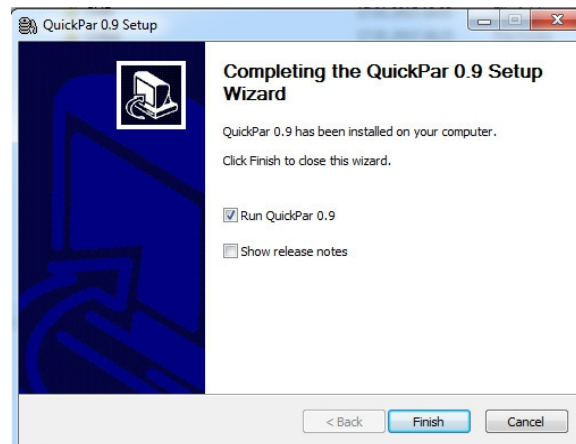 QuickPar 0.9 Setup
Completing the QuickPar 0.9 Setup
Wizard
QuickPar 0.9 has been installed on your computer.
Click Finish to close this wizard.
Run QuickPar 0.9
Show release notes
< Back Finish Cancel